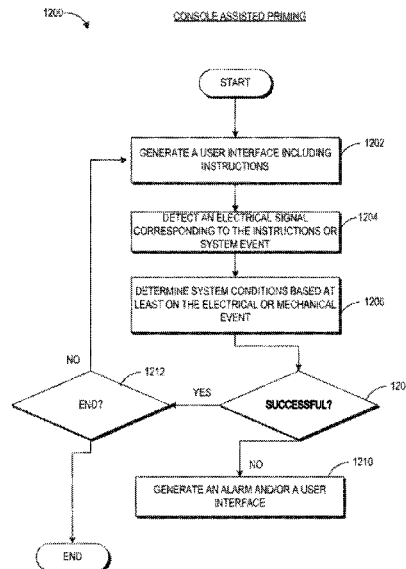 1200
CONSOLE ASSISTED PRIMING
START
GENERATE A USER INTERFACE INCLUDING
INSTRUCTIONS
1202
DETECT AN ELECTRICAL SIGNAL
CORRESPONDING TO THE INSTRUCTIONS OR
SYSTEM EVENT
1204
DETERMINE SYSTEM CONDITIONS BASED AT
LEAST ON THE ELECTRICAL OR MECHANICAL
EVENT
1206
NO
1212
END?
YES
SUCCESSFUL?
120
NO
1210
GENERATE AN ALARM AND/OR A USER
INTERFACE
END